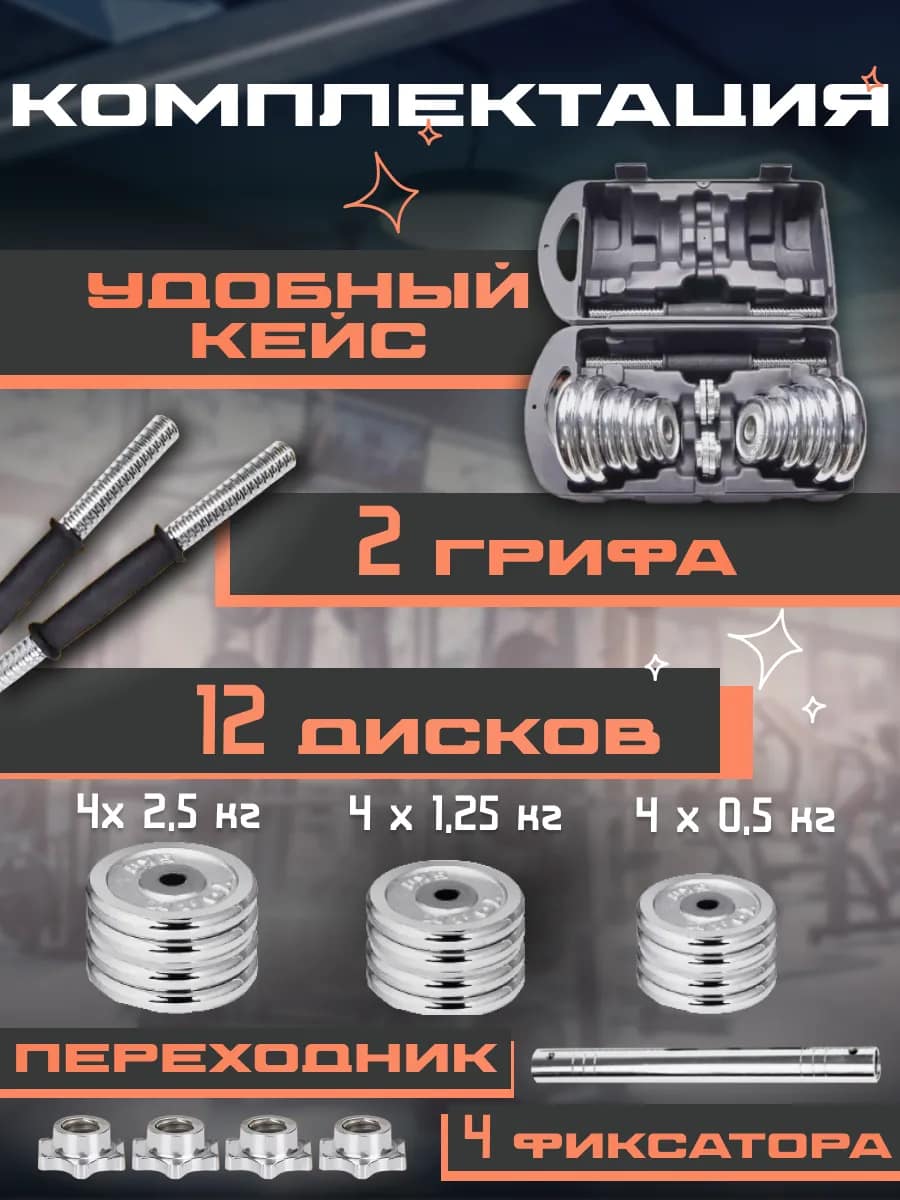 КОМПЛЕКТАЦИЯ
УДОБНЫЙ
КЕЙС
2 ГРИФА
12 ДИСКОВ
4х 2,5 кг
4 х 1,25 кг
4 х 0,5 кг
ПЕРЕХОДНИК
4 ФИКСАТОРА